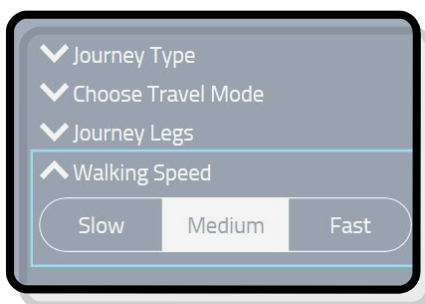 Journey Type
Choose Travel Mode
Journey Legs
Walking Speed
Slow Medium Fast